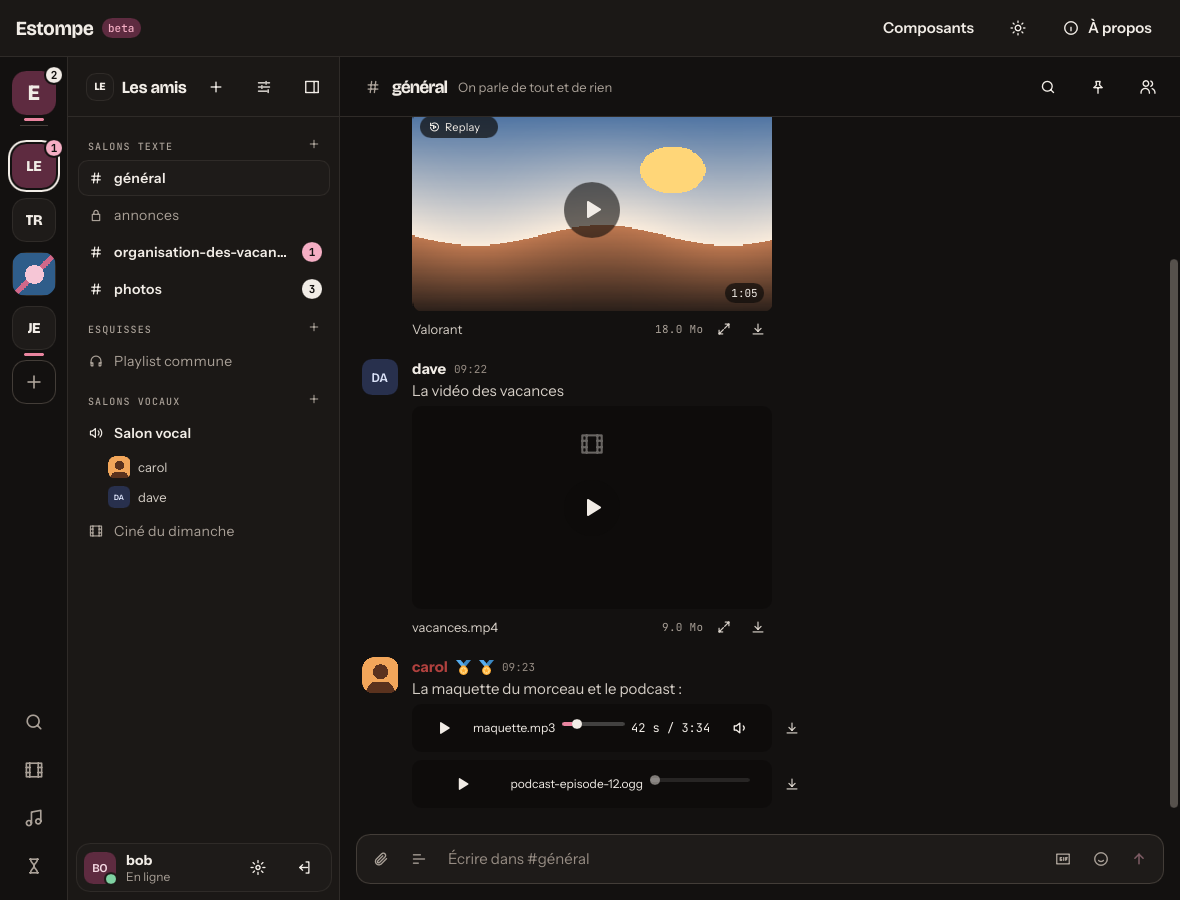 Estompe beta
Composants
À propos
E
2
LE
1
TR
JE
LE Les amis
SALONS TEXTE
# général
annonces
# organisation-des-vacan... 1
# photos 3
ESQUISSES
Playlist commune
SALONS VOCAUX
Salon vocal
carol
DA dave
Ciné du dimanche
BO bob
En ligne
# général On parle de tout et de rien
Replay
1:05
Valorant 18.0 Mo
DA dave 09:22
La vidéo des vacances
vacances.mp4 9.0 Mo
carol 09:23
La maquette du morceau et le podcast :
maquette.mp3 42 s / 3:34
podcast-episode-12.ogg
Écrire dans #général
GIF